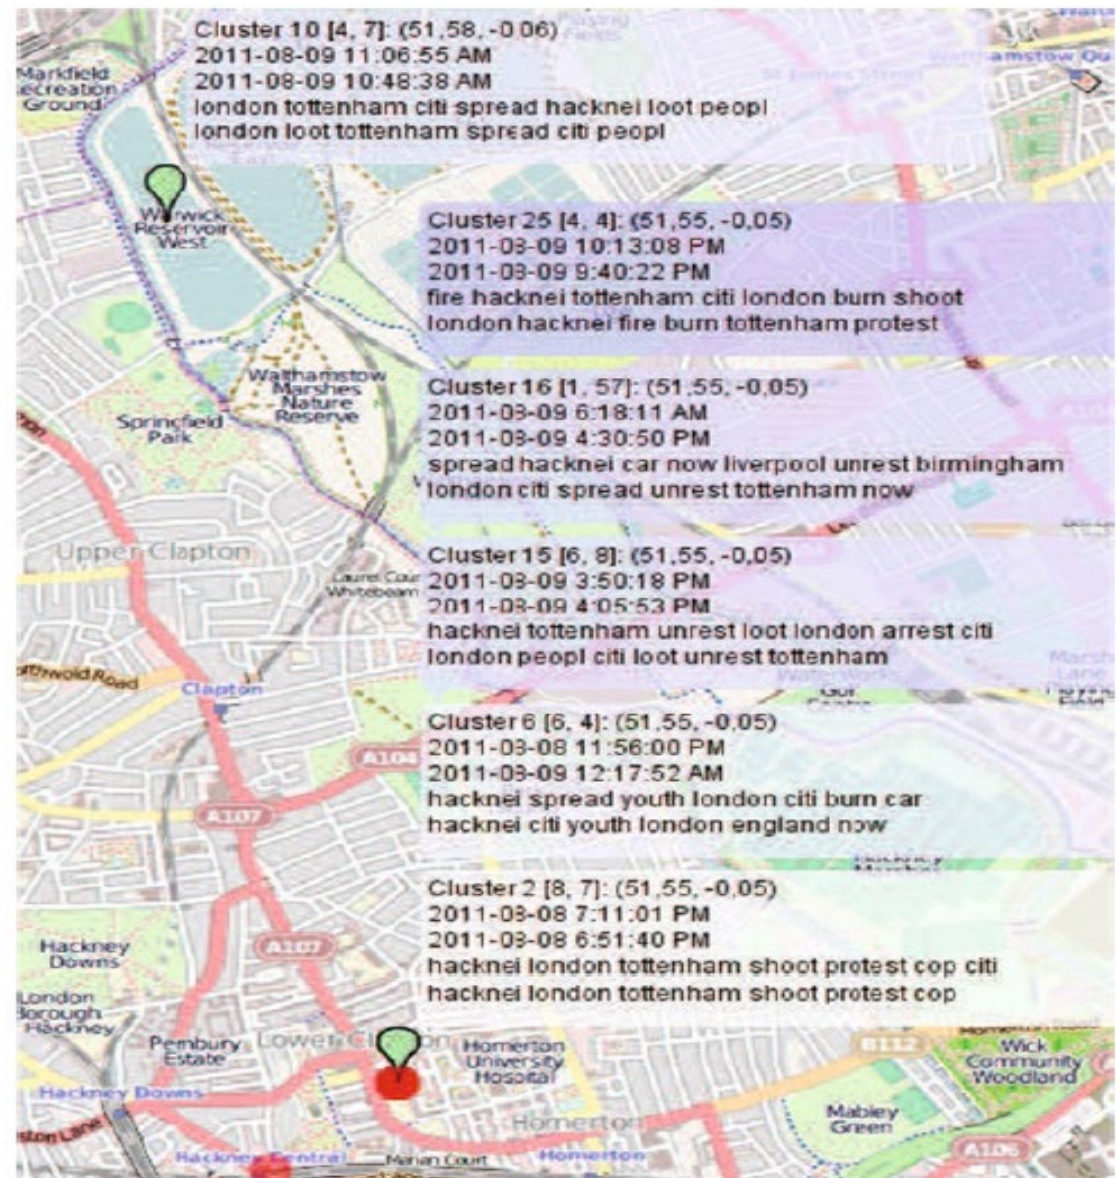 Cluster 10 [4, 7]: (51,58, -0,06)
2011-08-09 11:06:55 AM
2011-08-09 10:48:38 AM
london tottenham citi spread hacknei loot peopl
london loot tottenham spread citi peopl
Markfield
Ground
St James Street
Warwick
Reservoir
West
Cluster 25 [4, 4]: (51,55, -0,05)
2011-08-09 10:13:08 PM
2011-08-09 9:40:22 PM
fire hacknei tottenham citi london burn shoot
london hacknei fire burn tottenham protest
Walthamstow
Marshes
Nature
Reserve
Springfield
Park
Cluster 16 [1, 57]: (51,55, -0,05)
2011-08-09 6:18:11 AM
2011-08-09 4:30:50 PM
spread hacknei car now liverpool unrest birmingham
london citi spread unrest tottenham now
Upper Clapton
Cluster 15 [6, 8]: (51,55, -0,05)
2011-08-09 3:50:18 PM
2011-08-09 4:05:53 PM
hacknei tottenham unrest loot london arrest citi
london peopl citi loot unrest tottenham
Whitebeam
Road
Clapton
Cluster 6 [6, 4]: (51,55, -0,05)
2011-08-08 11:56:00 PM
2011-08-09 12:17:52 AM
hacknei spread youth london citi burn car
hacknei citi youth london england now
A104
A107
Cluster 2 [8, 7]: (51,55, -0,05)
2011-08-08 7:11:01 PM
2011-08-08 6:51:40 PM
hacknei london tottenham shoot protest cop citi
hacknei london tottenham shoot protest cop
Hackney
Downs
A107
London
Borough
Hackney
Pembury
Estate
Homerton
University
Hospital
B112
Wick
Community
Woodland
Hackney Downs
Mabley
Green
Homerton
Lane
Hackney Central
Marian Court
Homerton
A106